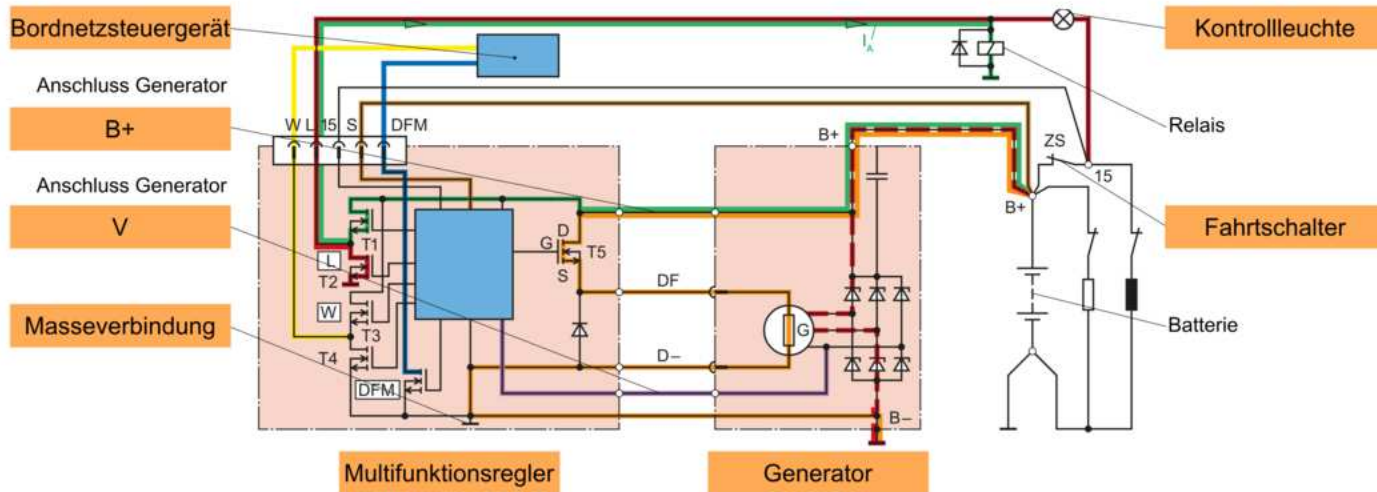 Bordnetzsteuergerät
Kontrollleuchte
I_A
Anschluss Generator
B+
W L 15 S DFM
Relais
B+
ZS
15
Anschluss Generator
V
B+
Fahrtschalter
D
G T5
S
T1
L
T2
DF
W
G
Masseverbindung
T3
Batterie
T4
D–
DFM
B–
Multifunktionsregler
Generator